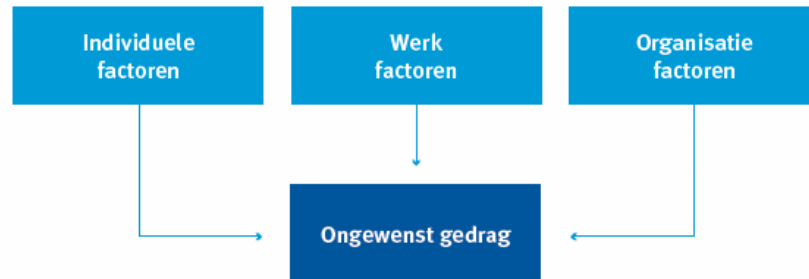 Individuele
factoren
Werk
factoren
Organisatie
factoren
Ongewenst gedrag